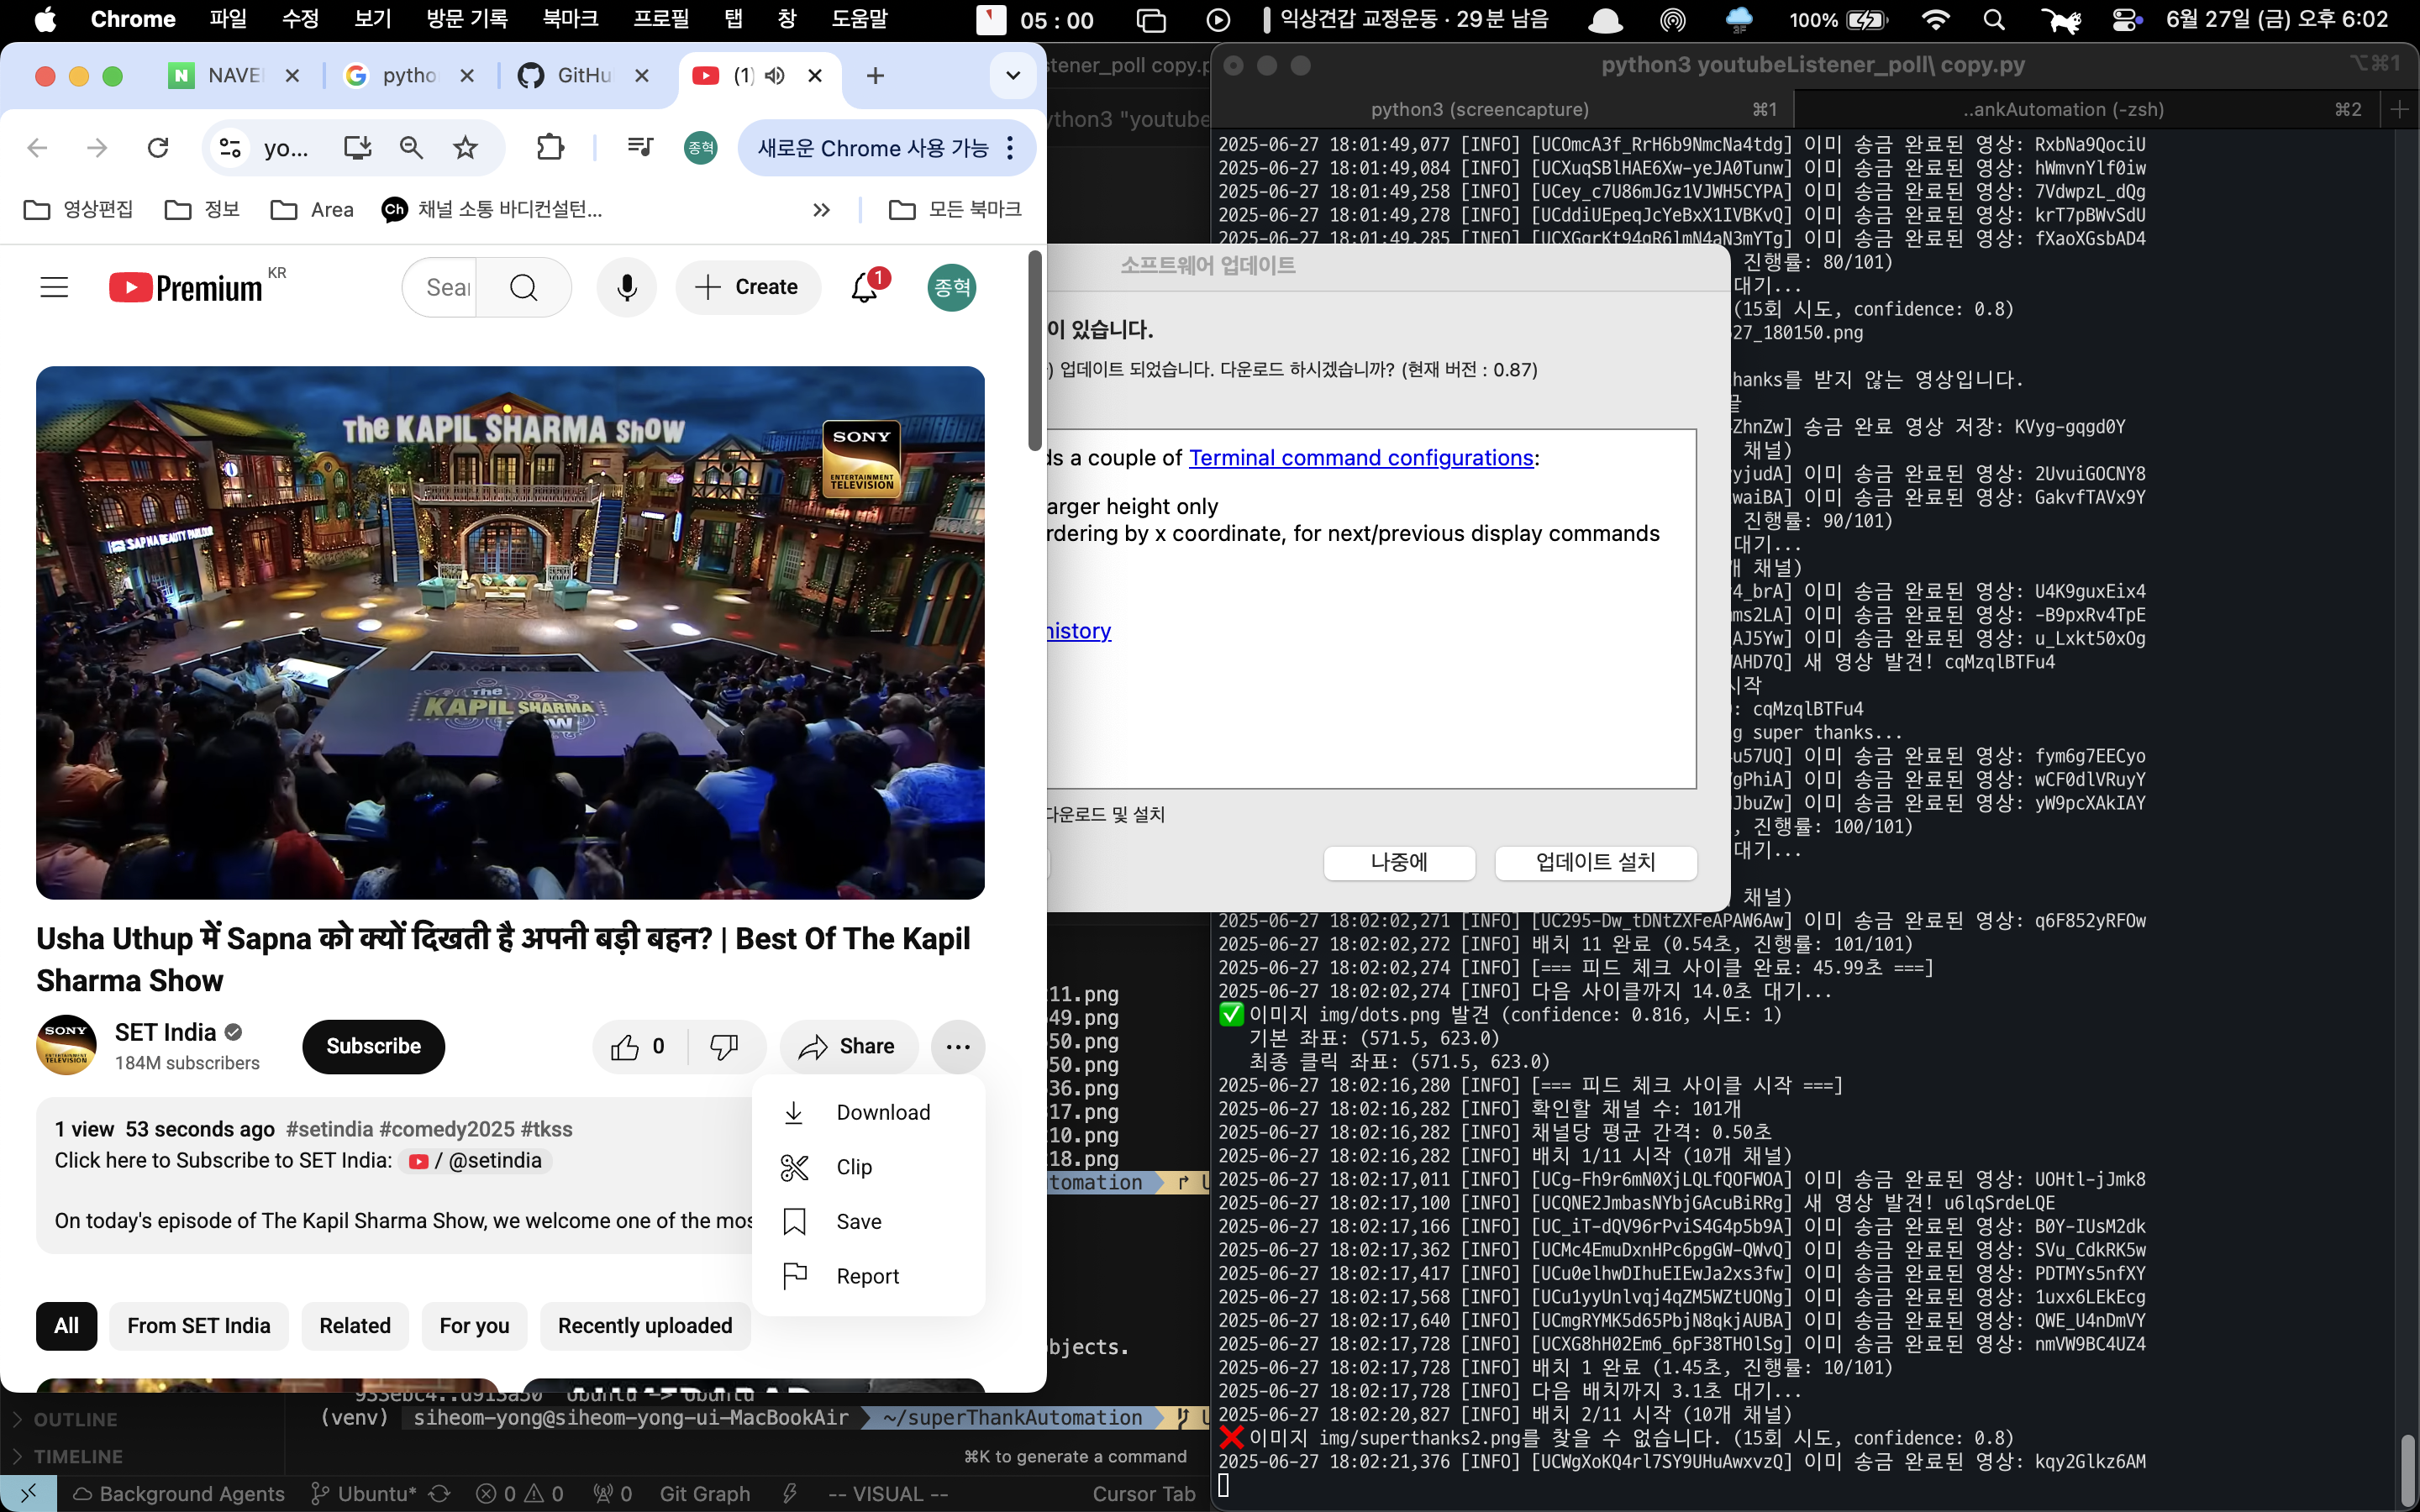 Chrome 파일 수정 보기 방문 기록 북마크 프로필 탭 창 도움말 05 : 00 익상견갑 교정운동 · 29분 남음 100% 6월 27일 (금) 오후 6:02
NAVE pytho GitHu (1)
yo... 종혁 새로운 Chrome 사용 가능
영상편집 정보 Area Ch 채널 소통 바디컨설턴... 모든 북마크
Premium KR Sear Create 1 종혁
THE KAPIL SHARMA SHOW
SONY
ENTERTAINMENT
TELEVISION
SAPNA BEAUTY PARLOUR
THE
KAPIL SHARMA
SHOW
Usha Uthup में Sapna को क्यों दिखती है अपनी बड़ी बहन? | Best Of The Kapil
Sharma Show
SET India
184M subscribers
Subscribe
0
Share
Download
Clip
Save
Report
1 view 53 seconds ago #setindia #comedy2025 #tkss
Click here to Subscribe to SET India: / @setindia
On today's episode of The Kapil Sharma Show, we welcome one of the mos
All From SET India Related For you Recently uploaded
stener_poll copy.p
ython3 "youtube
소프트웨어 업데이트
이 있습니다.
) 업데이트 되었습니다. 다운로드 하시겠습니까? (현재 버전 : 0.87)
ds a couple of Terminal command configurations:
arger height only
rdering by x coordinate, for next/previous display commands
history
다운로드 및 설치
나중에 업데이트 설치
11.png
49.png
50.png
50.png
36.png
17.png
10.png
18.png
tomation
bjects.
933ebc4..d913a50 Ubuntu -> Ubuntu
(venv) siheom-yong@siheom-yong-ui-MacBookAir ~/superThankAutomation
⌘K to generate a command
OUTLINE
TIMELINE
Background Agents Ubuntu* 0 0 0 Git Graph -- VISUAL -- Cursor Tab
python3 youtubeListener_poll\ copy.py ⌥⌘1
python3 (screencapture) ⌘1 ..ankAutomation (-zsh) ⌘2
2025-06-27 18:01:49,077 [INFO] [UCOmcA3f_RrH6b9NmcNa4tdg] 이미 송금 완료된 영상: RxbNa9QociU
2025-06-27 18:01:49,084 [INFO] [UCXuqSBlHAE6Xw-yeJA0Tunw] 이미 송금 완료된 영상: hWmvnYlf0iw
2025-06-27 18:01:49,258 [INFO] [UCey_c7U86mJGz1VJWH5CYPA] 이미 송금 완료된 영상: 7VdwpzL_dQg
2025-06-27 18:01:49,278 [INFO] [UCddiUEpeqJcYeBxX1IVBKvQ] 이미 송금 완료된 영상: krT7pBWvSdU
2025-06-27 18:01:49,285 [INFO] [UCXGgrKt94gR6lmN4aN3mYTg] 이미 송금 완료된 영상: fXaoXGsbAD4
진행률: 80/101)
대기...
(15회 시도, confidence: 0.8)
27_180150.png
hanks를 받지 않는 영상입니다.
끝
ZhnZw] 송금 완료 영상 저장: KVyg-gqgd0Y
채널)
yjudA] 이미 송금 완료된 영상: 2UvuiGOCNY8
waiBA] 이미 송금 완료된 영상: GakvfTAVx9Y
진행률: 90/101)
대기...
개 채널)
4_brA] 이미 송금 완료된 영상: U4K9guxEix4
ms2LA] 이미 송금 완료된 영상: -B9pxRv4TpE
AJ5Yw] 이미 송금 완료된 영상: u_Lxkt50xOg
AHD7Q] 새 영상 발견! cqMzqlBTFu4
시작
: cqMzqlBTFu4
g super thanks...
u57UQ] 이미 송금 완료된 영상: fym6g7EECyo
gPhiA] 이미 송금 완료된 영상: wCF0dlVRuyY
JbuZw] 이미 송금 완료된 영상: yW9pcXAkIAY
, 진행률: 100/101)
대기...
채널)
2025-06-27 18:02:02,271 [INFO] [UC295-Dw_tDNtZXFeAPAW6Aw] 이미 송금 완료된 영상: q6F852yRFOw
2025-06-27 18:02:02,272 [INFO] 배치 11 완료 (0.54초, 진행률: 101/101)
2025-06-27 18:02:02,274 [INFO] [=== 피드 체크 사이클 완료: 45.99초 ===]
2025-06-27 18:02:02,274 [INFO] 다음 사이클까지 14.0초 대기...
✅ 이미지 img/dots.png 발견 (confidence: 0.816, 시도: 1)
기본 좌표: (571.5, 623.0)
최종 클릭 좌표: (571.5, 623.0)
2025-06-27 18:02:16,280 [INFO] [=== 피드 체크 사이클 시작 ===]
2025-06-27 18:02:16,282 [INFO] 확인할 채널 수: 101개
2025-06-27 18:02:16,282 [INFO] 채널당 평균 간격: 0.50초
2025-06-27 18:02:16,282 [INFO] 배치 1/11 시작 (10개 채널)
2025-06-27 18:02:17,011 [INFO] [UCg-Fh9r6mN0XjLQLfQOFWOA] 이미 송금 완료된 영상: UOHtl-jJmk8
2025-06-27 18:02:17,100 [INFO] [UCQNE2JmbasNYbjGAcuBiRRg] 새 영상 발견! u6lqSrdeLQE
2025-06-27 18:02:17,166 [INFO] [UC_iT-dQV96rPviS4G4p5b9A] 이미 송금 완료된 영상: B0Y-IUsM2dk
2025-06-27 18:02:17,362 [INFO] [UCMc4EmuDxnHPc6pgGW-QWvQ] 이미 송금 완료된 영상: SVu_CdkRK5w
2025-06-27 18:02:17,417 [INFO] [UCu0elhwDIhuEIEwJa2xs3fw] 이미 송금 완료된 영상: PDTMYs5nfXY
2025-06-27 18:02:17,568 [INFO] [UCu1yyUnlvqj4qZM5WZtUONg] 이미 송금 완료된 영상: 1uxx6LEkEcg
2025-06-27 18:02:17,640 [INFO] [UCmgRYMK5d65PbjN8qkjAUBA] 이미 송금 완료된 영상: QWE_U4nDmVY
2025-06-27 18:02:17,728 [INFO] [UCXG8hH02Em6_6pF38THOlSg] 이미 송금 완료된 영상: nmVW9BC4UZ4
2025-06-27 18:02:17,728 [INFO] 배치 1 완료 (1.45초, 진행률: 10/101)
2025-06-27 18:02:17,728 [INFO] 다음 배치까지 3.1초 대기...
2025-06-27 18:02:20,827 [INFO] 배치 2/11 시작 (10개 채널)
❌ 이미지 img/superthanks2.png를 찾을 수 없습니다. (15회 시도, confidence: 0.8)
2025-06-27 18:02:21,376 [INFO] [UCWgXoKQ4rl7SY9UHuAwxvzQ] 이미 송금 완료된 영상: kqy2Glkz6AM